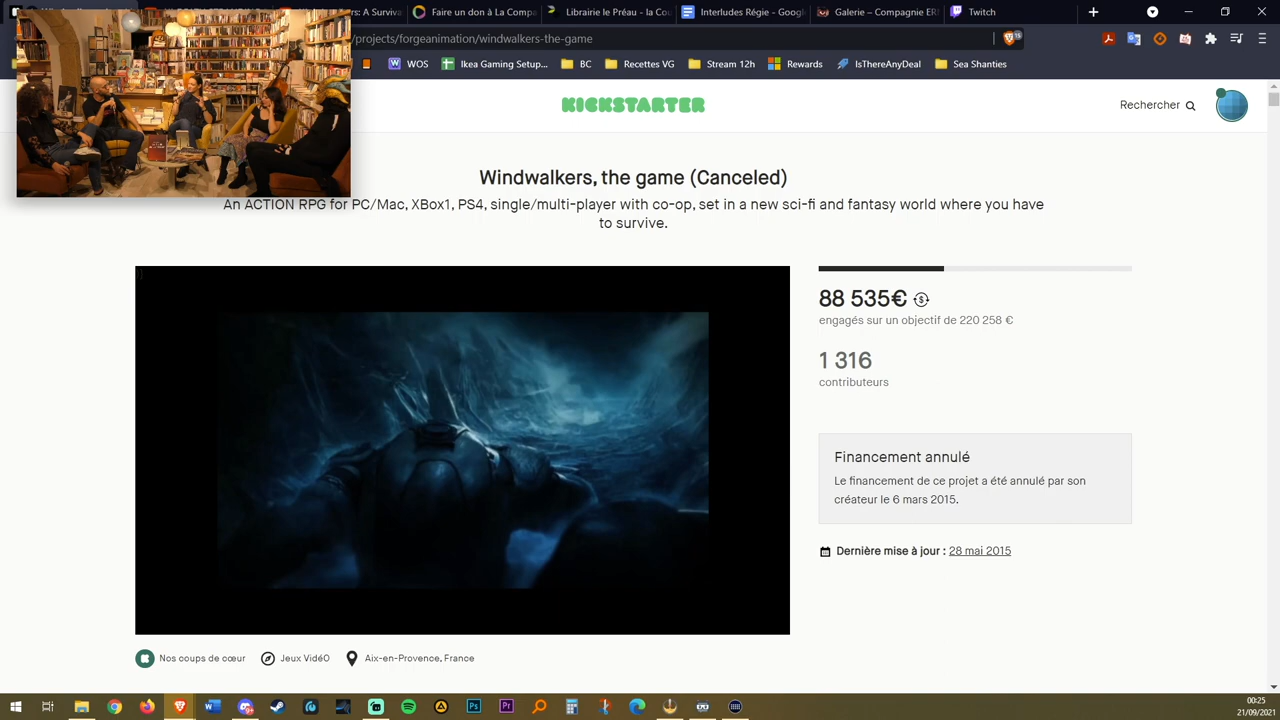 rs: A Surviva
Faire un don à La Compa
Librairie le Préau - la Cou
Interludes Régie - Google
Galerie – Compagnie ER
Twitch
/projects/forgeanimation/windwalkers-the-game
WOS
Ikea Gaming Setup...
BC
Recettes VG
Stream 12h
Rewards
IsThereAnyDeal
Sea Shanties
KICKSTARTER
Rechercher
Windwalkers, the game (Canceled)
An ACTION RPG for PC/Mac, XBox1, PS4, single/multi-player with co-op, set in a new sci-fi and fantasy world where you have
to survive.
88 535€
engagés sur un objectif de 220 258 €
1 316
contributeurs
Financement annulé
Le financement de ce projet a été annulé par son
créateur le 6 mars 2015.
Dernière mise à jour : 28 mai 2015
Nos coups de cœur
Jeux VidéO
Aix-en-Provence, France
00:25
21/09/2021